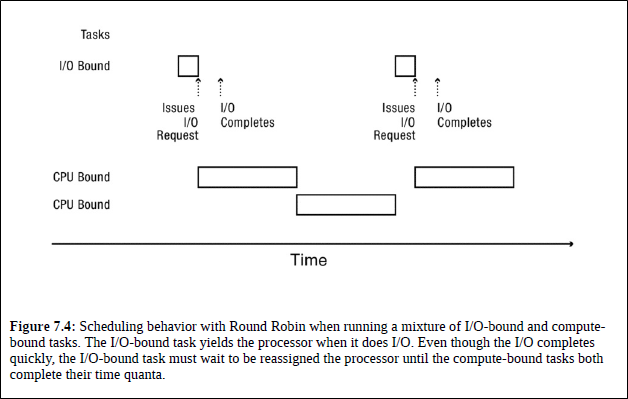 Tasks
I/O Bound
Issues I/O
I/O Completes
Request
Issues I/O
I/O Completes
Request
CPU Bound
CPU Bound
Time
Figure 7.4: Scheduling behavior with Round Robin when running a mixture of I/O-bound and compute-
bound tasks. The I/O-bound task yields the processor when it does I/O. Even though the I/O completes
quickly, the I/O-bound task must wait to be reassigned the processor until the compute-bound tasks both
complete their time quanta.